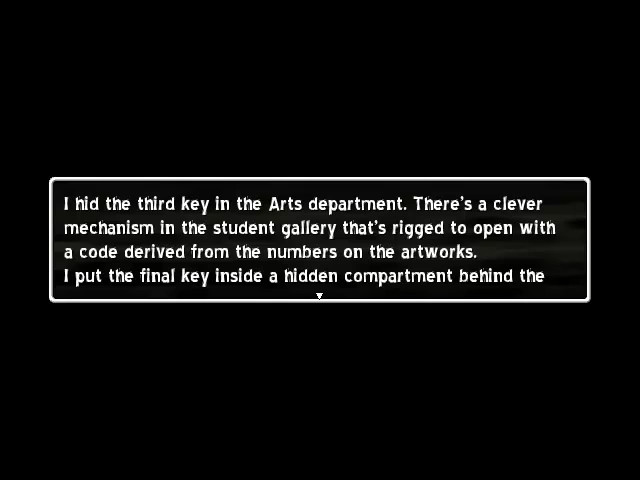 I hid the third key in the Arts department. There's a clever
mechanism in the student gallery that's rigged to open with
a code derived from the numbers on the artworks.
I put the final key inside a hidden compartment behind the